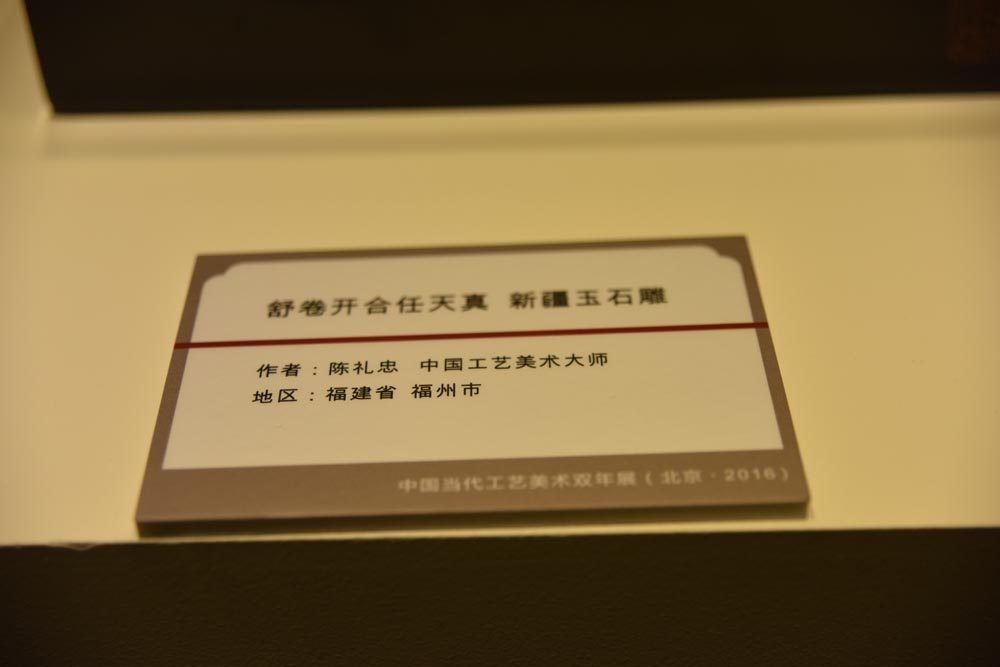 舒卷开合任天真 新疆玉石雕
作者：陈礼忠 中国工艺美术大师
地区：福建省 福州市
中国当代工艺美术双年展（北京·2016）